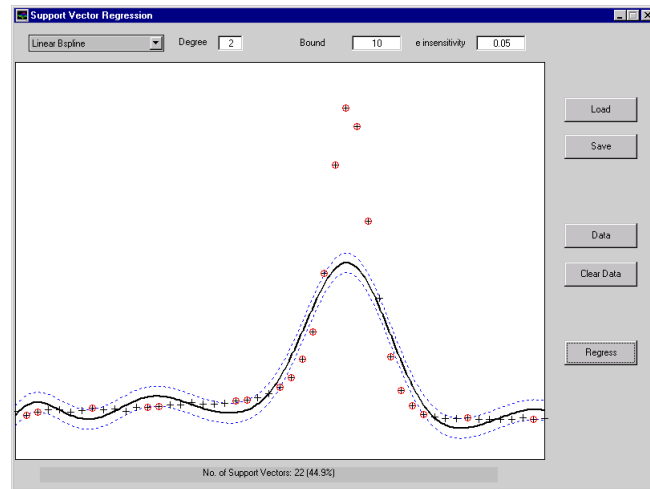 Support Vector Regression
Linear Bspline Degree 2 Bound 10 e insensitivity 0.05
Load
Save
Data
Clear Data
Regress
No. of Support Vectors: 22 (44.9%)